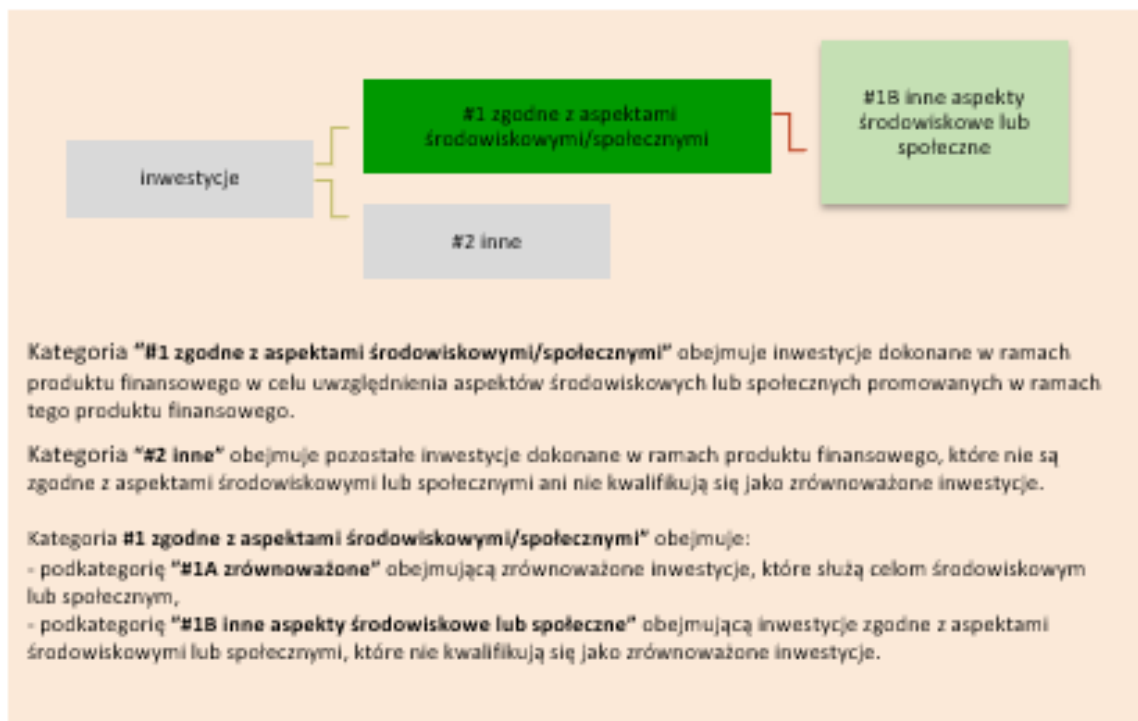 #1 zgodne z aspektami
środowiskowymi/społecznymi
#1B inne aspekty
środowiskowe lub
społeczne
inwestycje
#2 inne
Kategoria "#1 zgodne z aspektami środowiskowymi/społecznymi" obejmuje inwestycje dokonane w ramach
produktu finansowego w celu uwzględnienia aspektów środowiskowych lub społecznych promowanych w ramach
tego produktu finansowego.
Kategoria "#2 inne" obejmuje pozostałe inwestycje dokonane w ramach produktu finansowego, które nie są
zgodne z aspektami środowiskowymi lub społecznymi ani nie kwalifikują się jako zrównoważone inwestycje.
Kategoria #1 zgodne z aspektami środowiskowymi/społecznymi" obejmuje:
- podkategorię "#1A zrównoważone" obejmującą zrównoważone inwestycje, które służą celom środowiskowym
lub społecznym,
- podkategorię "#1B inne aspekty środowiskowe lub społeczne" obejmującą inwestycje zgodne z aspektami
środowiskowymi lub społecznymi, które nie kwalifikują się jako zrównoważone inwestycje.